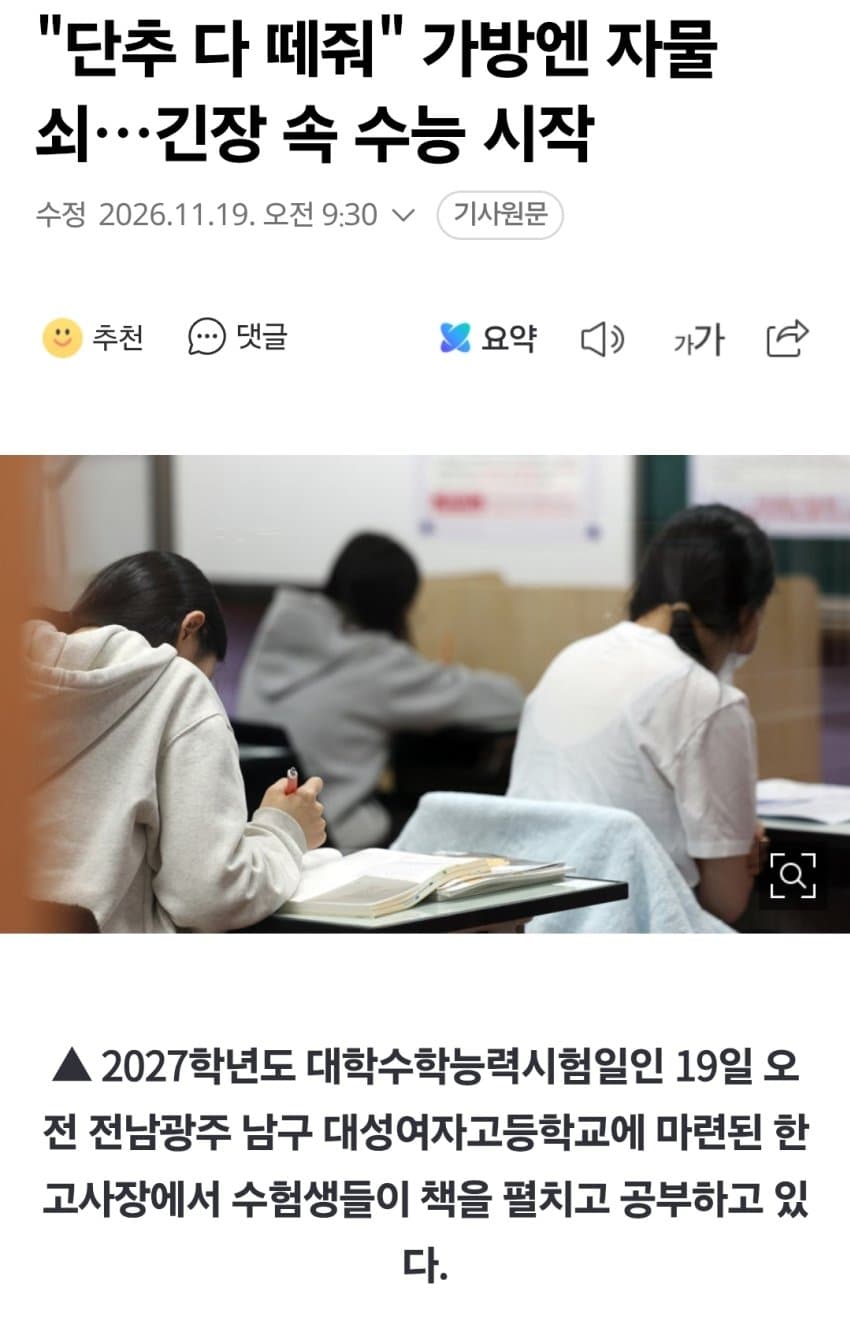 "단추 다 떼줘" 가방엔 자물
쇠…긴장 속 수능 시작
수정 2026.11.19. 오전 9:30
기사원문
추천
댓글
요약
가가
▲ 2027학년도 대학수학능력시험일인 19일 오
전 전남광주 남구 대성여자고등학교에 마련된 한
고사장에서 수험생들이 책을 펼치고 공부하고 있
다.